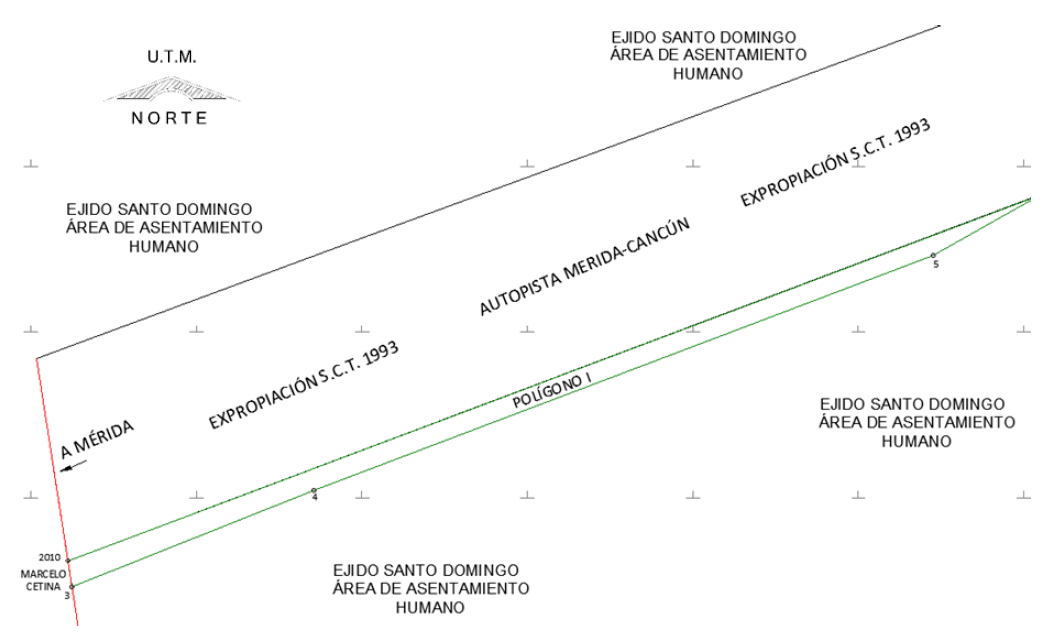 EJIDO SANTO DOMINGO
ÁREA DE ASENTAMIENTO
HUMANO
U.T.M.
NORTE
EXPROPIACIÓN S.C.T. 1993
EJIDO SANTO DOMINGO
ÁREA DE ASENTAMIENTO
HUMANO
AUTOPISTA MERIDA-CANCÚN
5
EXPROPIACIÓN S.C.T. 1993
POLÍGONO I
EJIDO SANTO DOMINGO
ÁREA DE ASENTAMIENTO
HUMANO
A MÉRIDA
4
2010
MARCELO
CETINA
3
EJIDO SANTO DOMINGO
ÁREA DE ASENTAMIENTO
HUMANO